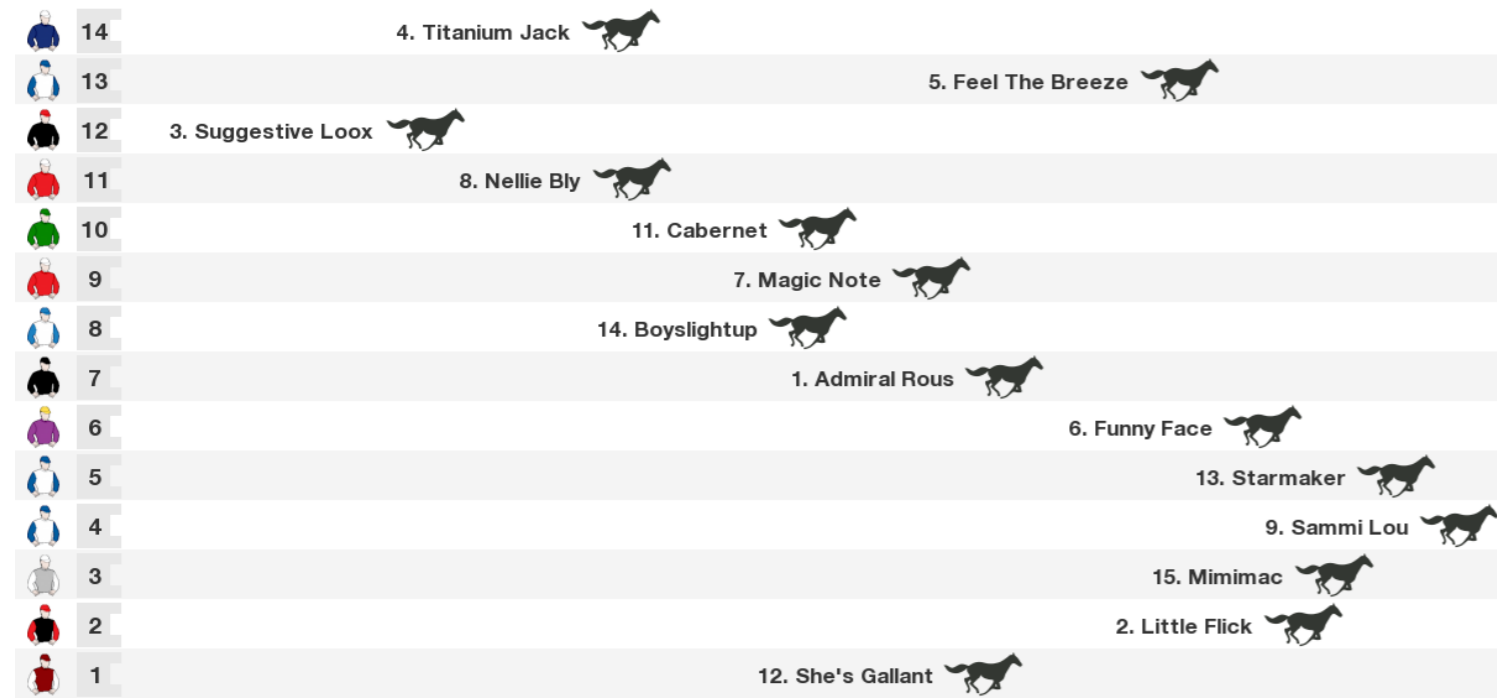 14 4. Titanium Jack
13 5. Feel The Breeze
12 3. Suggestive Loox
11 8. Nellie Bly
10 11. Cabernet
9 7. Magic Note
8 14. Boyslightup
7 1. Admiral Rous
6 6. Funny Face
5 13. Starmaker
4 9. Sammi Lou
3 15. Mimimac
2 2. Little Flick
1 12. She's Gallant